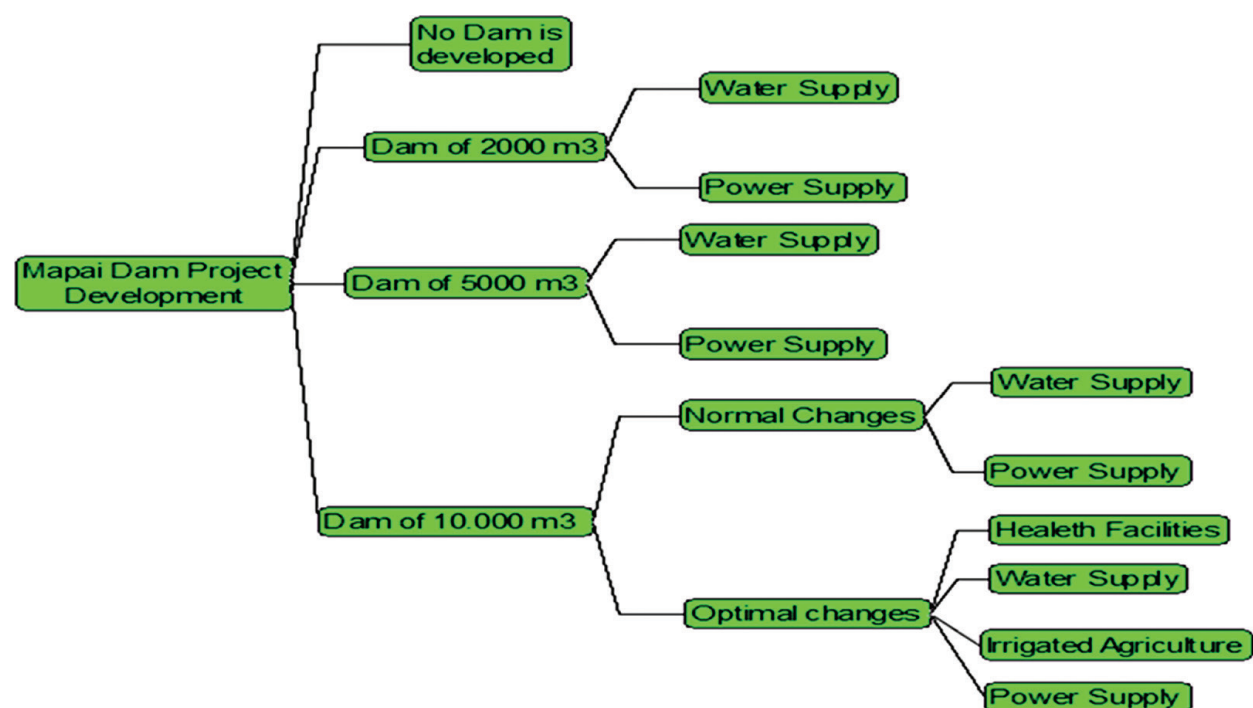 No Dam is
developed
Water Supply
Dam of 2000 m3
Power Supply
Water Supply
Mapai Dam Project
Development
Dam of 5000 m3
Power Supply
Water Supply
Normal Changes
Power Supply
Dam of 10.000 m3
Healeth Facilities
Water Supply
Optimal changes
Irrigated Agriculture
Power Supply